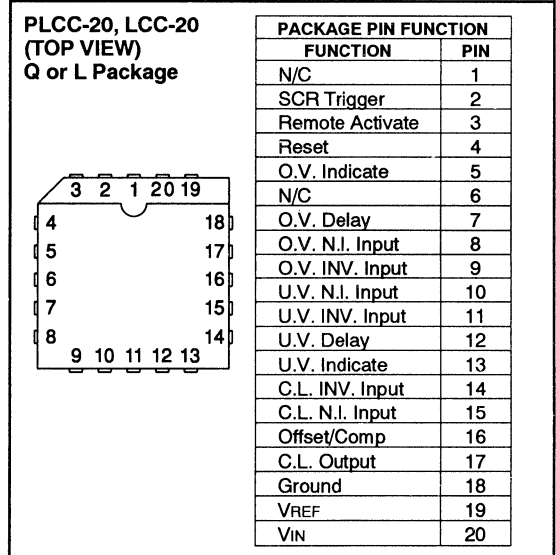 PLCC-20, LCC-20
(TOP VIEW)
Q or L Package
3 2 1 20 19
4 18
5 17
6 16
7 15
8 14
9 10 11 12 13
PACKAGE PIN FUNCTION
FUNCTION PIN
N/C 1
SCR Trigger 2
Remote Activate 3
Reset 4
O.V. Indicate 5
N/C 6
O.V. Delay 7
O.V. N.I. Input 8
O.V. INV. Input 9
U.V. N.I. Input 10
U.V. INV. Input 11
U.V. Delay 12
U.V. Indicate 13
C.L. INV. Input 14
C.L. N.I. Input 15
Offset/Comp 16
C.L. Output 17
Ground 18
VREF 19
VIN 20